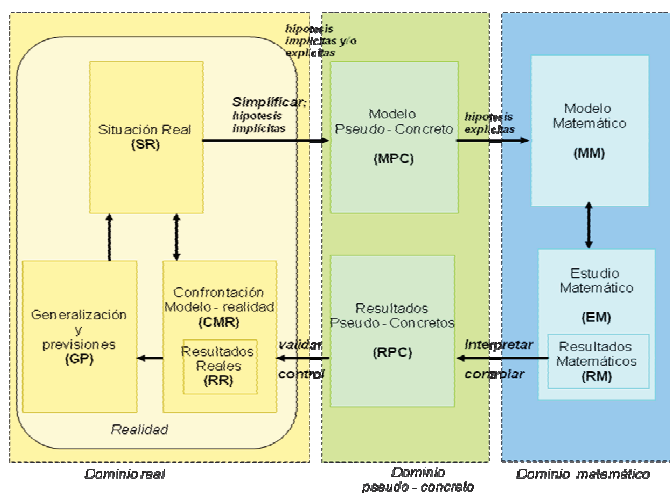 hipotesis
implicitas y/o
explicitas
Situación Real
(SR)
Simplificar;
hipotesis
implicitas
Modelo
Pseudo - Concreto
(MPC)
hipotesis
explicitas
Modelo
Matemático
(MM)
Generalización
y
previsiones
(GP)
Confrontación
Modelo - realidad
(CMR)
Resultados
Reales
(RR)
validar
control
Resultados
Pseudo - Concretos
(RPC)
Interpretar
controlar
Estudio
Matemático
(EM)
Resultados
Matemáticos
(RM)
Realidad
Dominio real
Dominio
pseudo - concreto
Dominio matemático